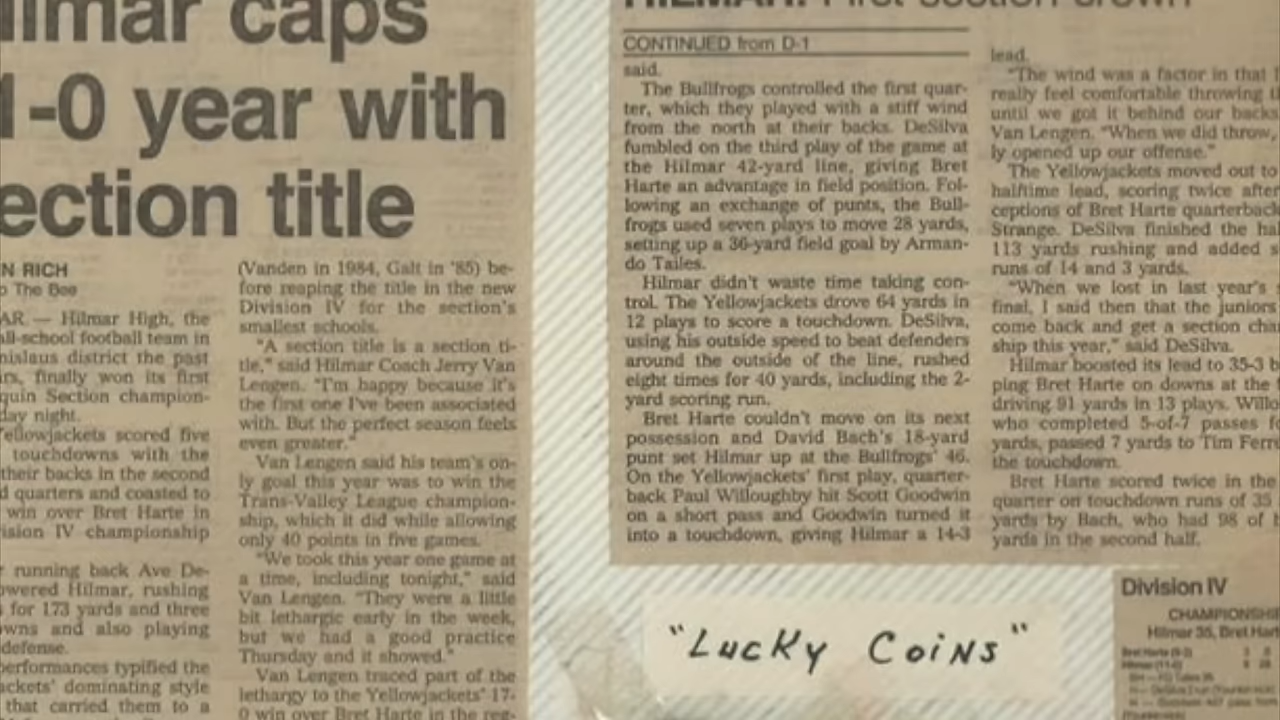 caps
-0 year with
ection title
N RICH
The Bee
AR — Hilmar High, the
all-school football team in
nislaus district the past
rs, finally won its first
quin Section champion-
day night.
ellowjackets scored five
touchdowns with the
their backs in the second
d quarters and coasted to
win over Bret Harte in
ision IV championship
running back Ave De-
owered Hilmar, rushing
for 173 yards and three
owns and also playing
defense.
performances typified the
ackets' dominating style
that carried them to a
(Vanden in 1984, Galt in '85) be-
fore reaping the title in the new
Division IV for the section's
smallest schools.
"A section title is a section ti-
tle," said Hilmar Coach Jerry Van
Lengen. "I'm happy because it's
the first one I've been associated
with. But the perfect season feels
even greater."
Van Lengen said his team's on-
ly goal this year was to win the
Trans-Valley League champion-
ship, which it did while allowing
only 40 points in five games.
"We took this year one game at
a time, including tonight," said
Van Lengen. "They were a little
bit lethargic early in the week,
but we had a good practice
Thursday and it showed."
Van Lengen traced part of the
lethargy to the Yellowjackets' 17-
0 win over Bret Harte in the reg-
HILMAR: First section crown
CONTINUED from D-1
said.
The Bullfrogs controlled the first quar-
ter, which they played with a stiff wind
from the north at their backs. DeSilva
fumbled on the third play of the game at
the Hilmar 42-yard line, giving Bret
Harte an advantage in field position. Fol-
lowing an exchange of punts, the Bull-
frogs used seven plays to move 28 yards,
setting up a 36-yard field goal by Arman-
do Tailes.
Hilmar didn't waste time taking con-
trol. The Yellowjackets drove 64 yards in
12 plays to score a touchdown. DeSilva,
using his outside speed to beat defenders
around the outside of the line, rushed
eight times for 40 yards, including the 2-
yard scoring run.
Bret Harte couldn't move on its next
possession and David Bach's 18-yard
punt set Hilmar up at the Bullfrogs' 46.
On the Yellowjackets' first play, quarter-
back Paul Willoughby hit Scott Goodwin
on a short pass and Goodwin turned it
into a touchdown, giving Hilmar a 14-3
lead.
"The wind was a factor in that
really feel comfortable throwing
until we got it behind our backs
Van Lengen. "When we did throw,
ly opened up our offense."
The Yellowjackets moved out to
halftime lead, scoring twice after
ceptions of Bret Harte quarterback
Strange. DeSilva finished the hal
113 yards rushing and added s
runs of 14 and 3 yards.
"When we lost in last year's
final, I said then that the juniors
come back and get a section cha
ship this year," said DeSilva.
Hilmar boosted its lead to 35-3 b
ping Bret Harte on downs at the
driving 91 yards in 13 plays. Willo
who completed 5-of-7 passes fo
yards, passed 7 yards to Tim Ferr
the touchdown.
Bret Harte scored twice in the
quarter on touchdown runs of 35
yards by Bach, who had 98 of h
yards in the second half.
"Lucky Coins"
Division IV
CHAMPIONSHI
Hilmar 35, Bret Hart